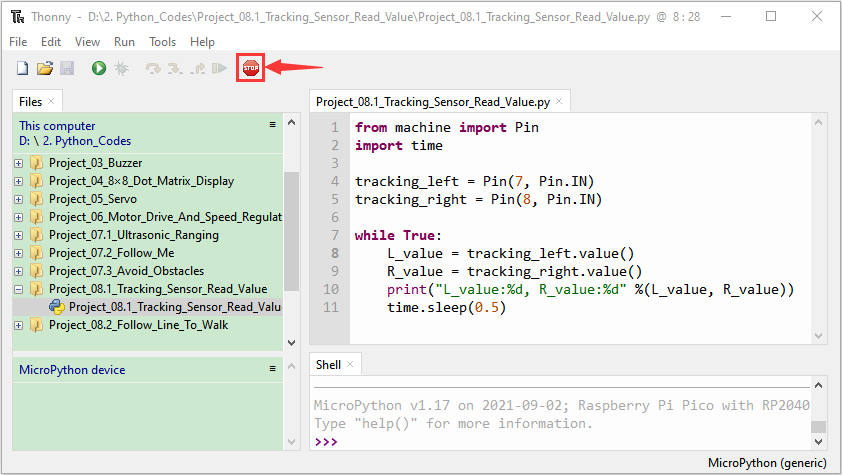 Thonny - D:\2. Python_Codes\Project_08.1_Tracking_Sensor_Read_Value\Project_08.1_Tracking_Sensor_Read_Value.py @ 8 : 28
File Edit View Run Tools Help
STOP
Files
This computer
D: \ 2. Python_Codes
Project_03_Buzzer
Project_04_8×8_Dot_Matrix_Display
Project_05_Servo
Project_06_Motor_Drive_And_Speed_Regulat
Project_07.1_Ultrasonic_Ranging
Project_07.2_Follow_Me
Project_07.3_Avoid_Obstacles
Project_08.1_Tracking_Sensor_Read_Value
Project_08.1_Tracking_Sensor_Read_Valu
Project_08.2_Follow_Line_To_Walk
MicroPython device
Project_08.1_Tracking_Sensor_Read_Value.py
1 from machine import Pin
2 import time
3
4 tracking_left = Pin(7, Pin.IN)
5 tracking_right = Pin(8, Pin.IN)
6
7 while True:
8     L_value = tracking_left.value()
9     R_value = tracking_right.value()
10     print("L_value:%d, R_value:%d" %(L_value, R_value))
11     time.sleep(0.5)
Shell
MicroPython v1.17 on 2021-09-02; Raspberry Pi Pico with RP2040
Type "help()" for more information.
>>>
MicroPython (generic)